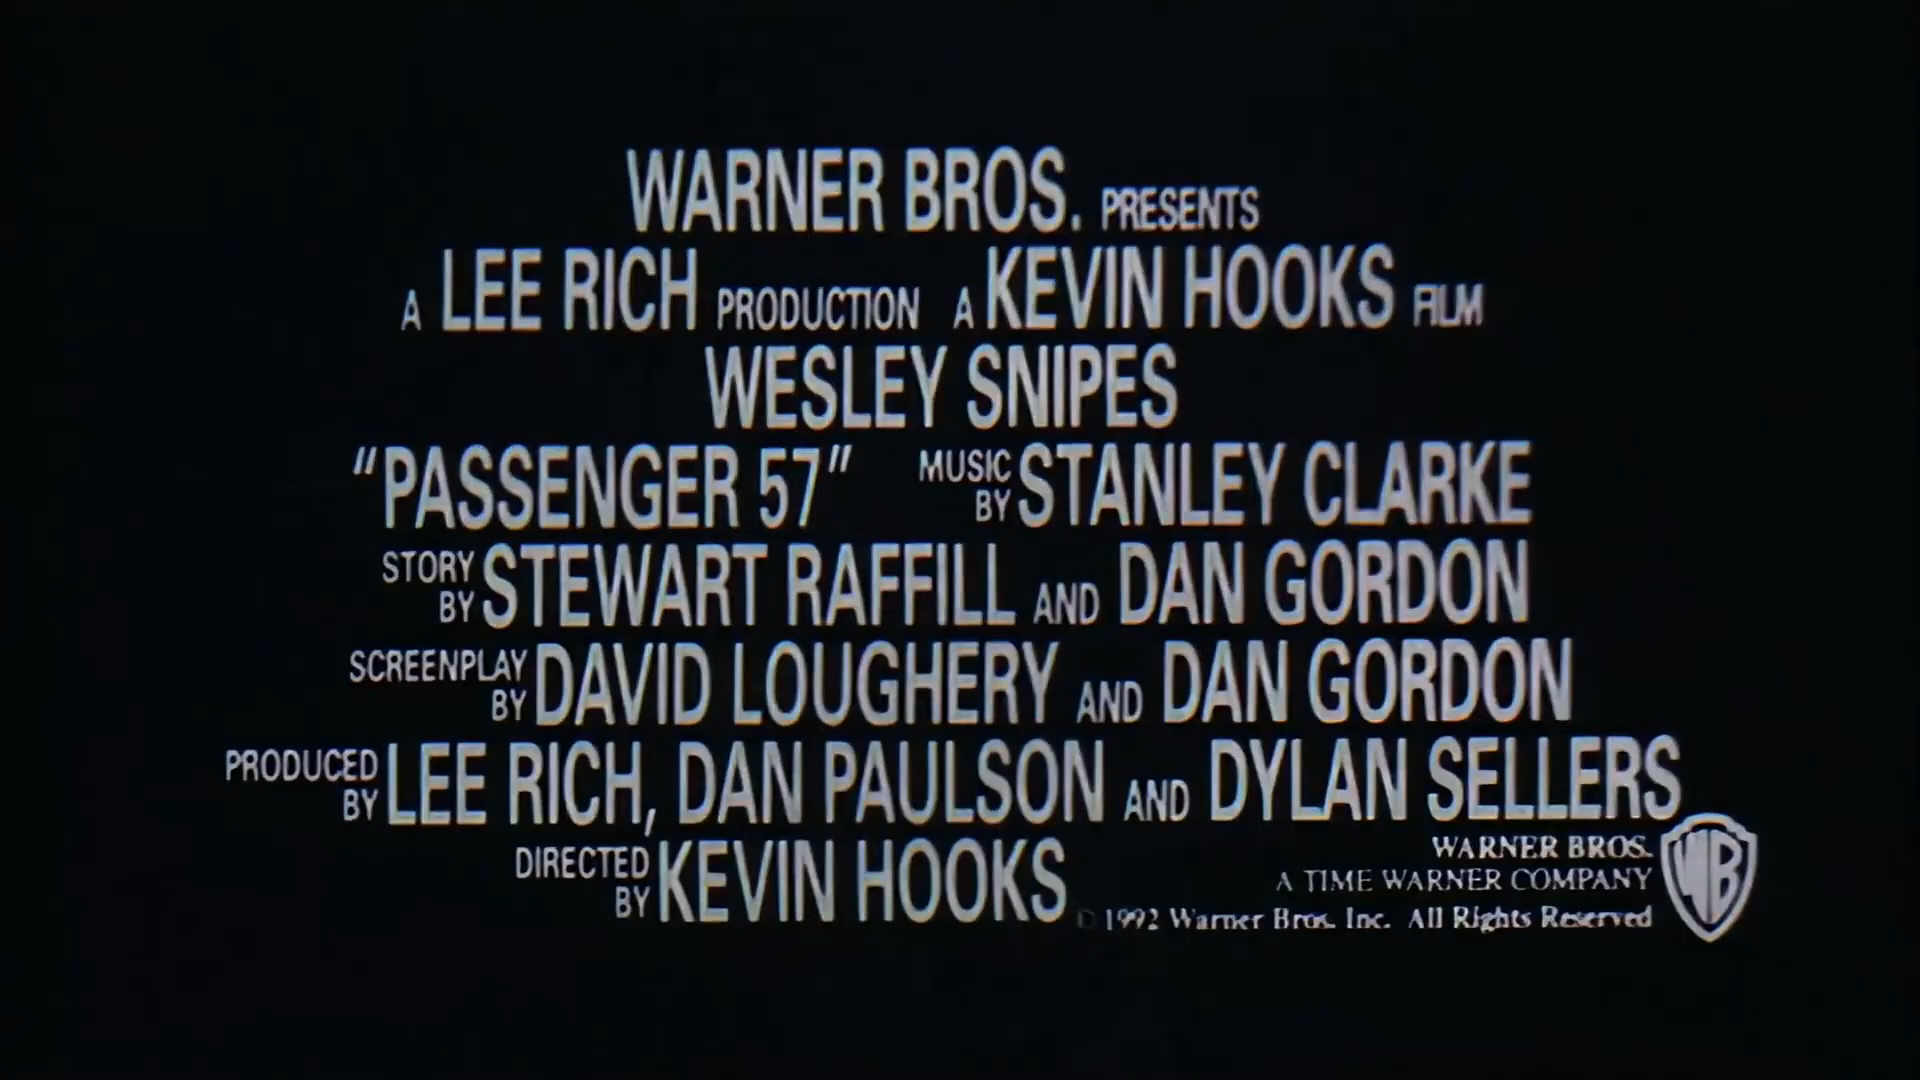 WARNER BROS. PRESENTS
A LEE RICH PRODUCTION A KEVIN HOOKS FILM
WESLEY SNIPES
"PASSENGER 57" MUSIC BY STANLEY CLARKE
STORY BY STEWART RAFFILL AND DAN GORDON
SCREENPLAY BY DAVID LOUGHERY AND DAN GORDON
PRODUCED BY LEE RICH, DAN PAULSON AND DYLAN SELLERS
DIRECTED BY KEVIN HOOKS
WARNER BROS.
A TIME WARNER COMPANY
© 1992 Warner Bros. Inc. All Rights Reserved
WB